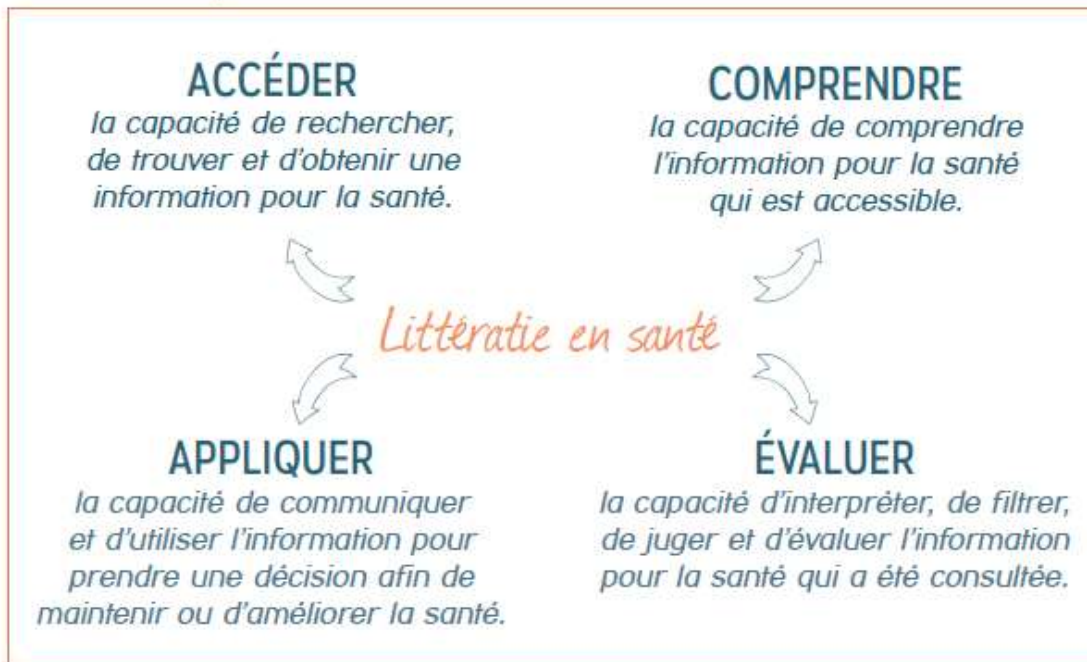 ACCÉDER
la capacité de rechercher,
de trouver et d'obtenir une
information pour la santé.
COMPRENDRE
la capacité de comprendre
l'information pour la santé
qui est accessible.
Littératie en santé
APPLIQUER
la capacité de communiquer
et d'utiliser l'information pour
prendre une décision afin de
maintenir ou d'améliorer la santé.
ÉVALUER
la capacité d'interpréter, de filtrer,
de juger et d'évaluer l'information
pour la santé qui a été consultée.